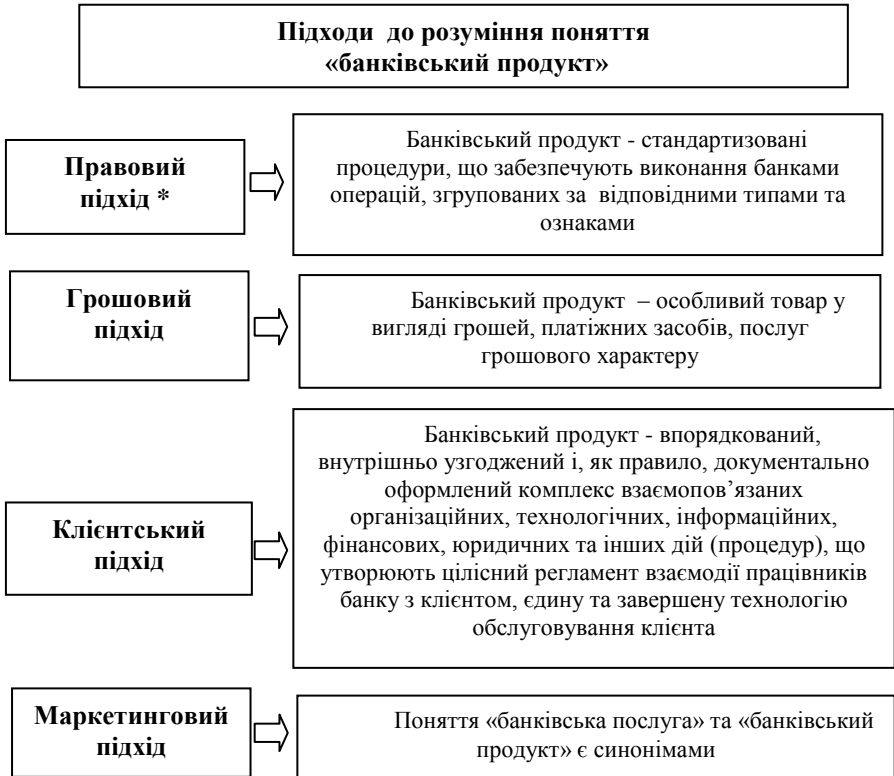 Підходи до розуміння поняття
«банківський продукт»
Правовий
підхід *
Банківський продукт - стандартизовані
процедури, що забезпечують виконання банками
операцій, згрупованих за відповідними типами та
ознаками
Грошовий
підхід
Банківський продукт – особливий товар у
вигляді грошей, платіжних засобів, послуг
грошового характеру
Клієнтський
підхід
Банківський продукт - впорядкований,
внутрішньо узгоджений і, як правило, документально
оформлений комплекс взаємопов’язаних
організаційних, технологічних, інформаційних,
фінансових, юридичних та інших дій (процедур), що
утворюють цілісний регламент взаємодії працівників
банку з клієнтом, єдину та завершену технологію
обслуговування клієнта
Маркетинговий
підхід
Поняття «банківська послуга» та «банківський
продукт» є синонімами